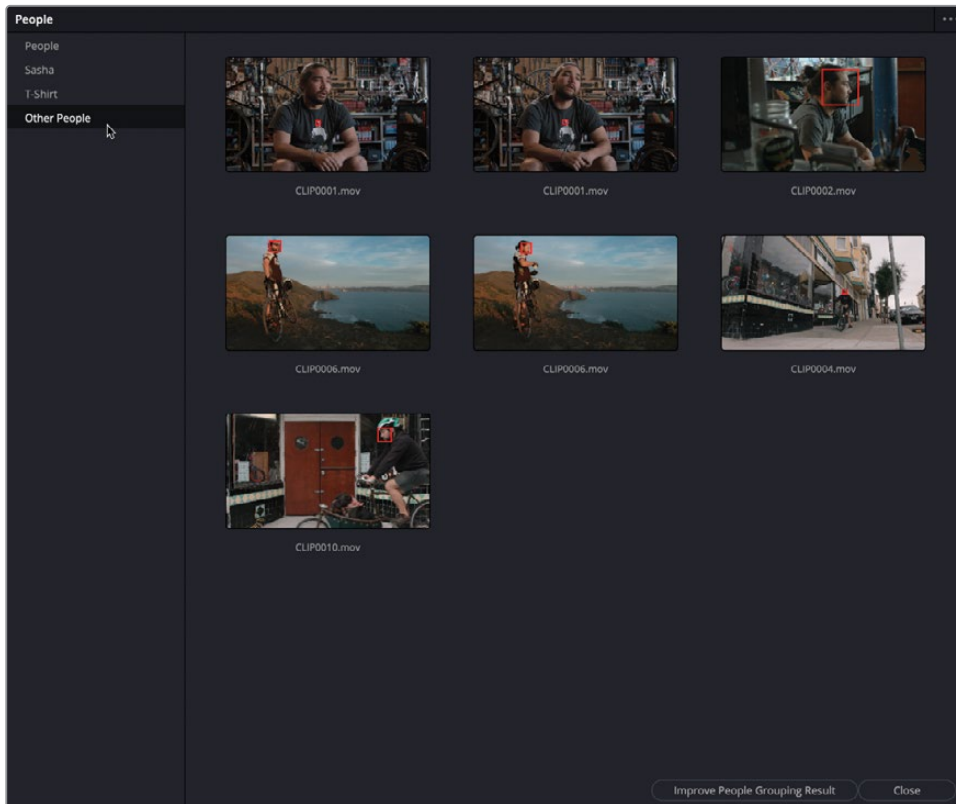 People
People
Sasha
T-Shirt
Other People
CLIP0001.mov
CLIP0001.mov
CLIP0002.mov
CLIP0006.mov
CLIP0006.mov
CLIP0004.mov
CLIP0010.mov
Improve People Grouping Result
Close